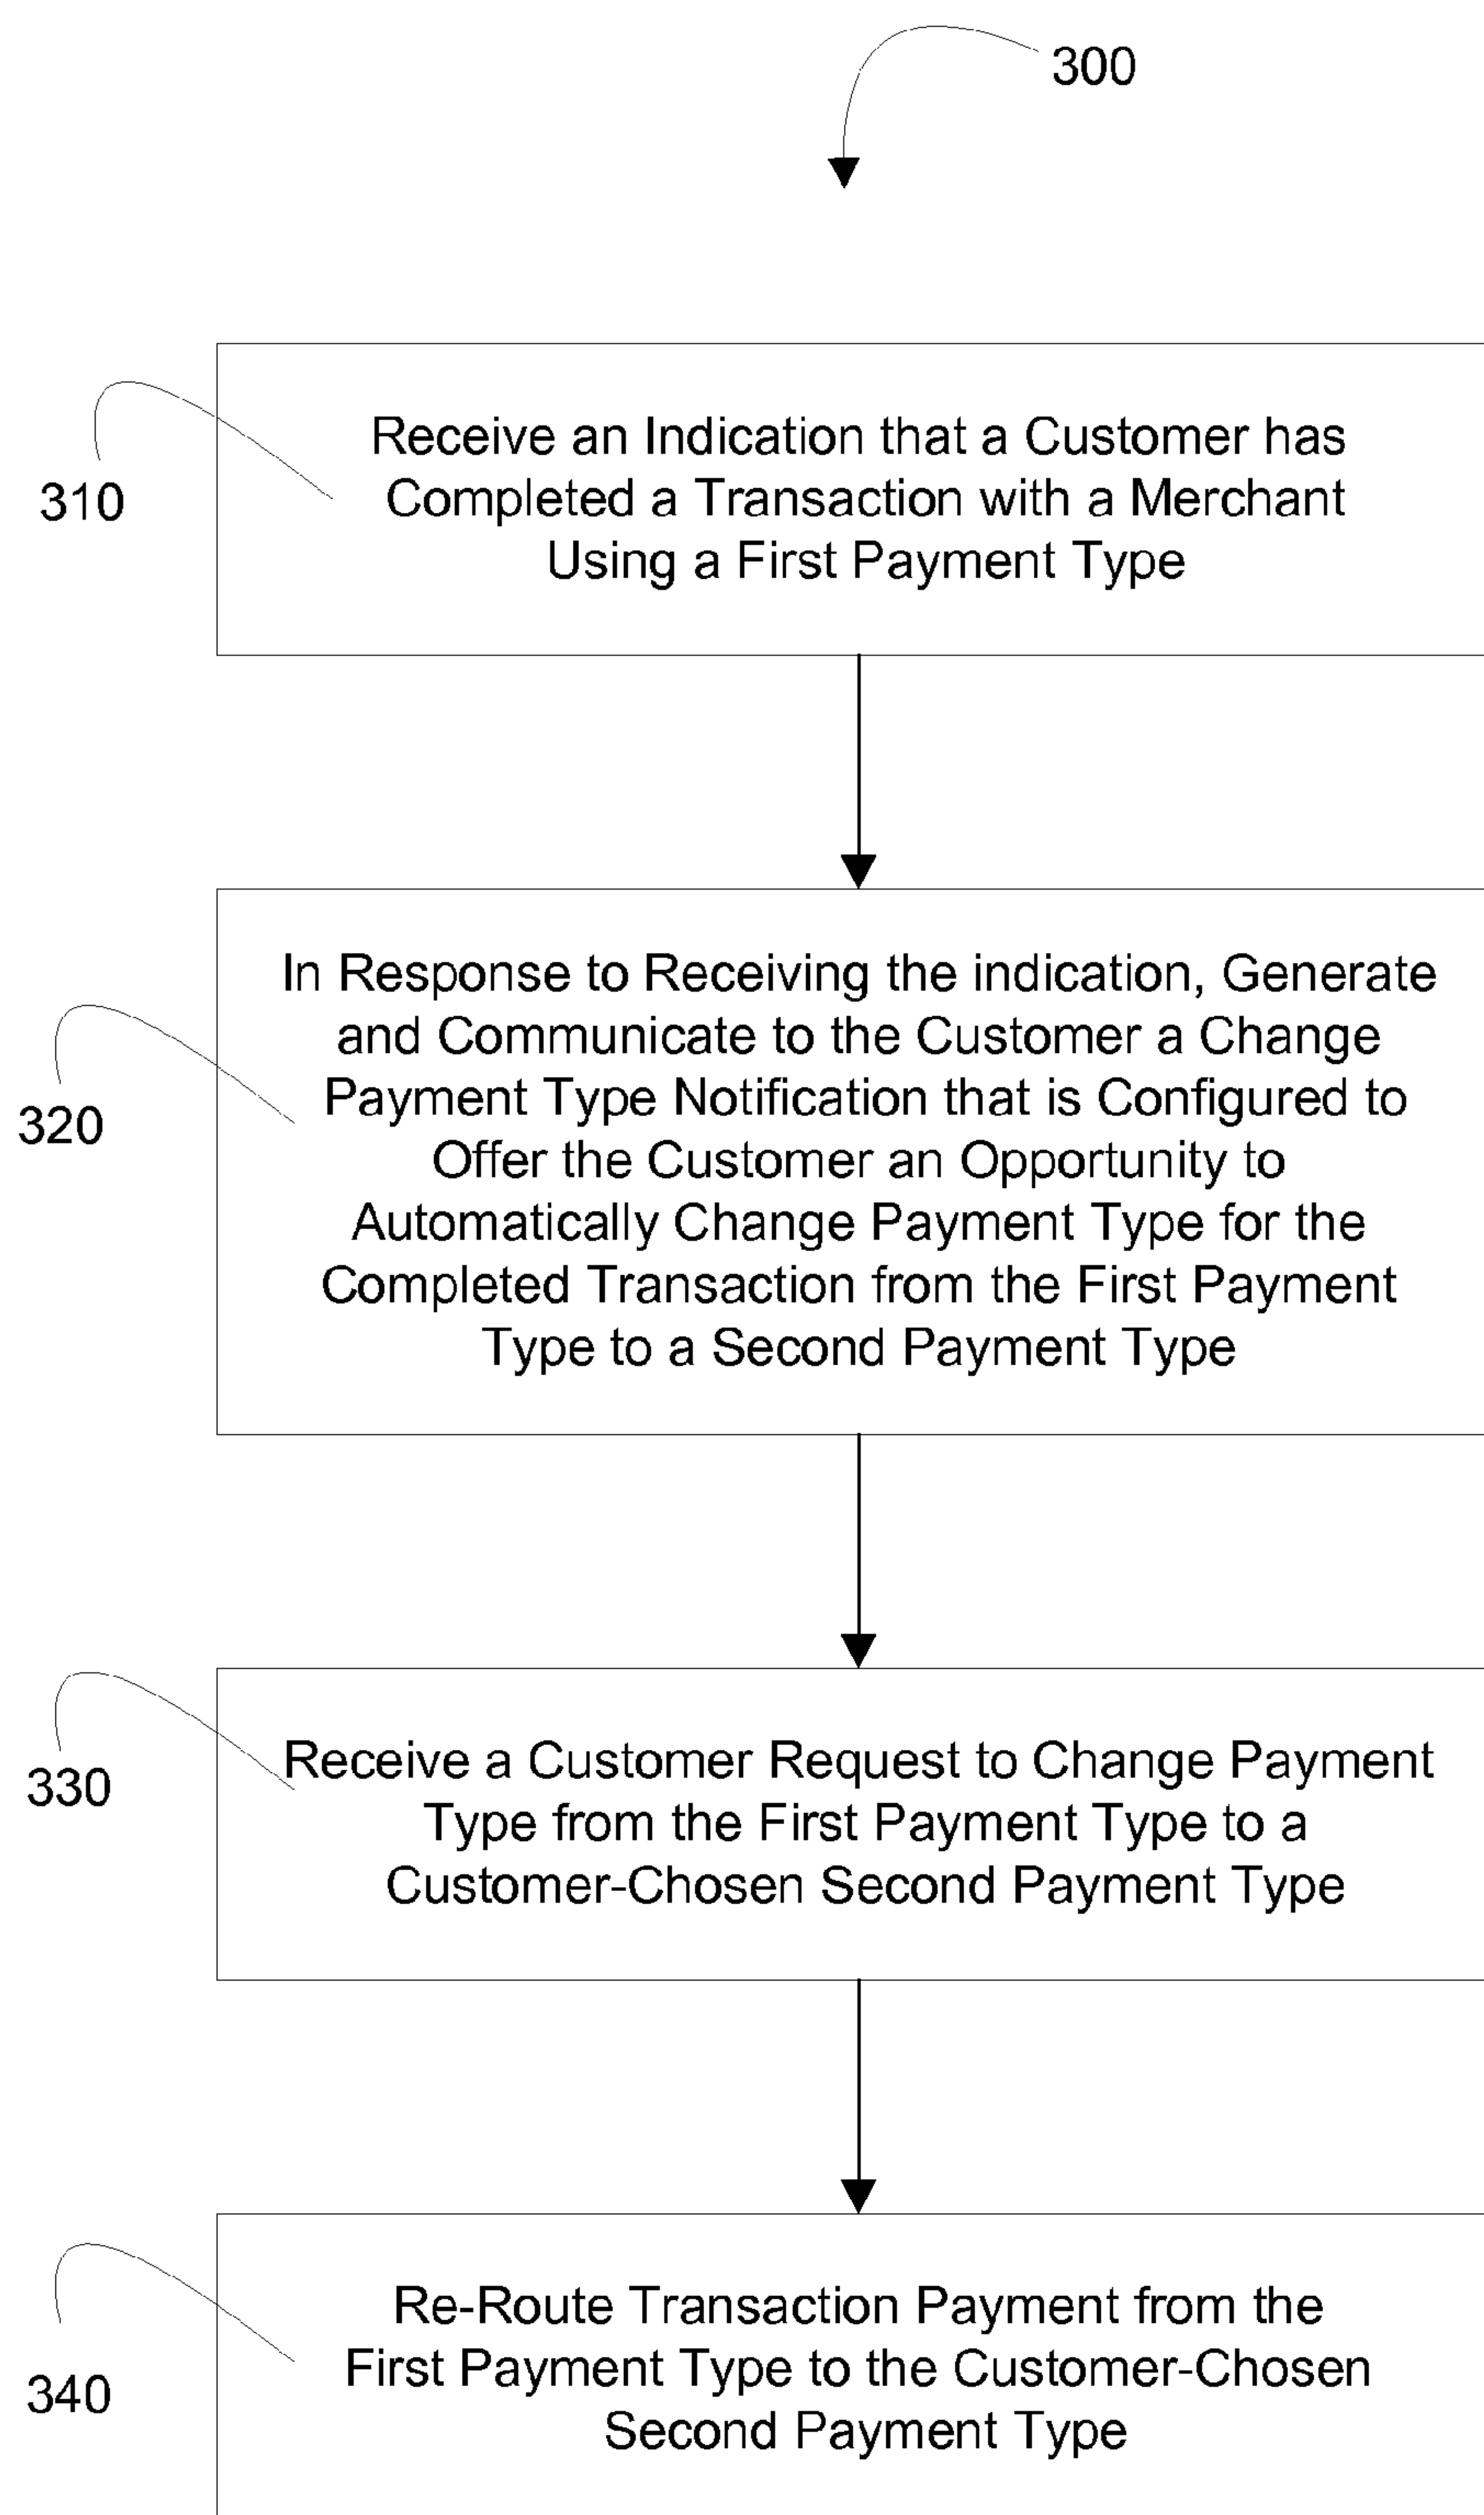 300
310
Receive an Indication that a Customer has
Completed a Transaction with a Merchant
Using a First Payment Type
320
In Response to Receiving the indication, Generate
and Communicate to the Customer a Change
Payment Type Notification that is Configured to
Offer the Customer an Opportunity to
Automatically Change Payment Type for the
Completed Transaction from the First Payment
Type to a Second Payment Type
330
Receive a Customer Request to Change Payment
Type from the First Payment Type to a
Customer-Chosen Second Payment Type
340
Re-Route Transaction Payment from the
First Payment Type to the Customer-Chosen
Second Payment Type